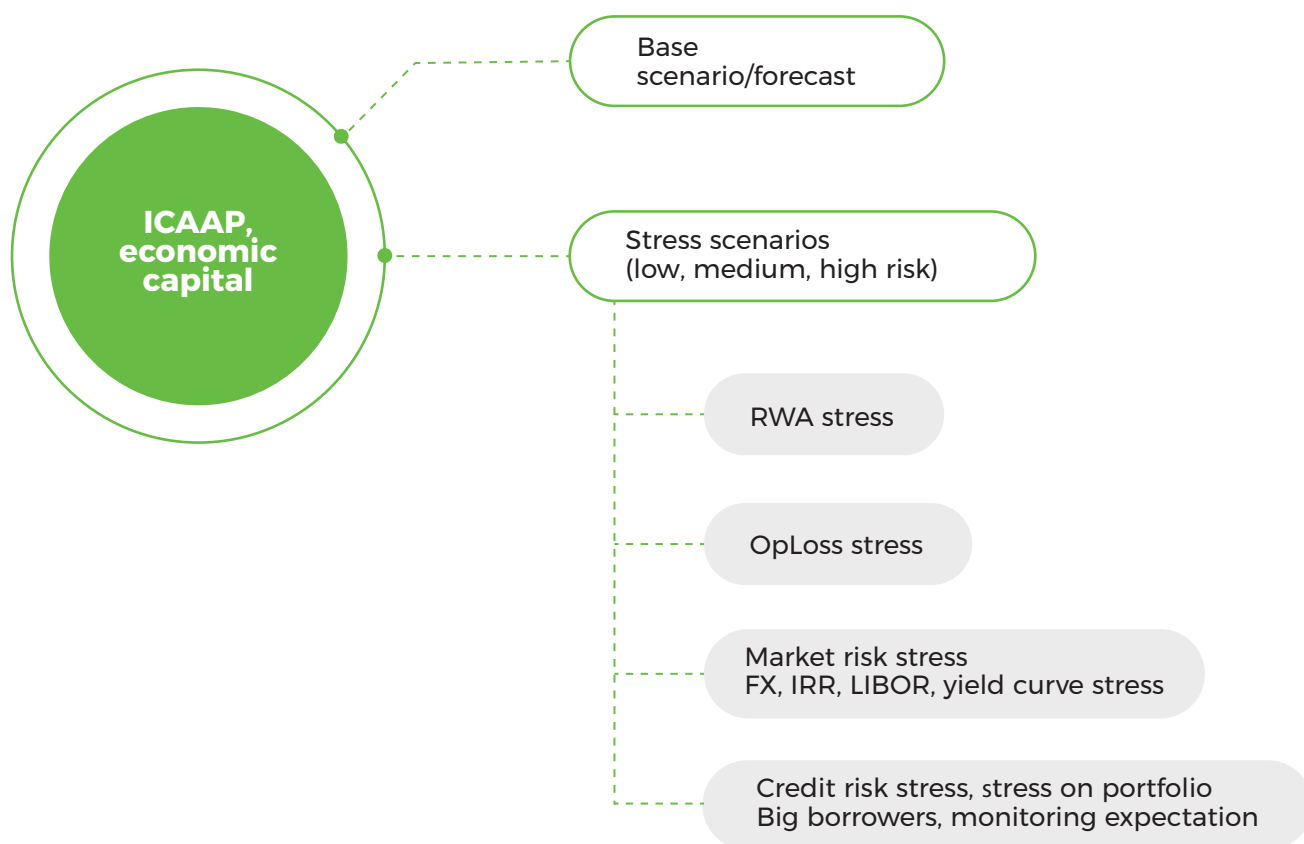 ICAAP,
economic
capital
Base
scenario/forecast
Stress scenarios
(low, medium, high risk)
RWA stress
OpLoss stress
Market risk stress
FX, IRR, LIBOR, yield curve stress
Credit risk stress, stress on portfolio
Big borrowers, monitoring expectation